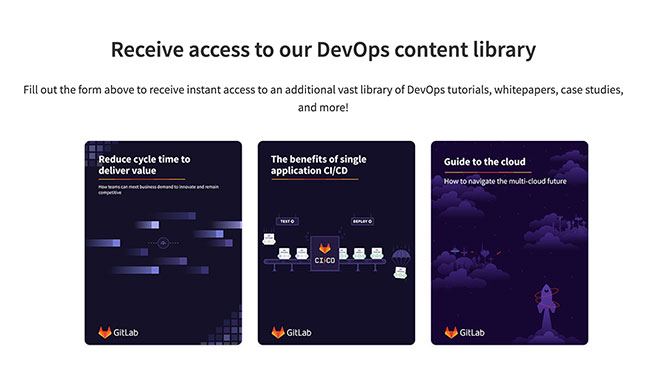 Receive access to our DevOps content library
Fill out the form above to receive instant access to an additional vast library of DevOps tutorials, whitepapers, case studies,
and more!
Reduce cycle time to
deliver value
How teams can meet business demand to innovate and remain
competitive
GitLab
The benefits of single
application CI/CD
TEST
DEPLOY
CI/CD
GitLab
Guide to the cloud
How to navigate the multi-cloud future
GitLab